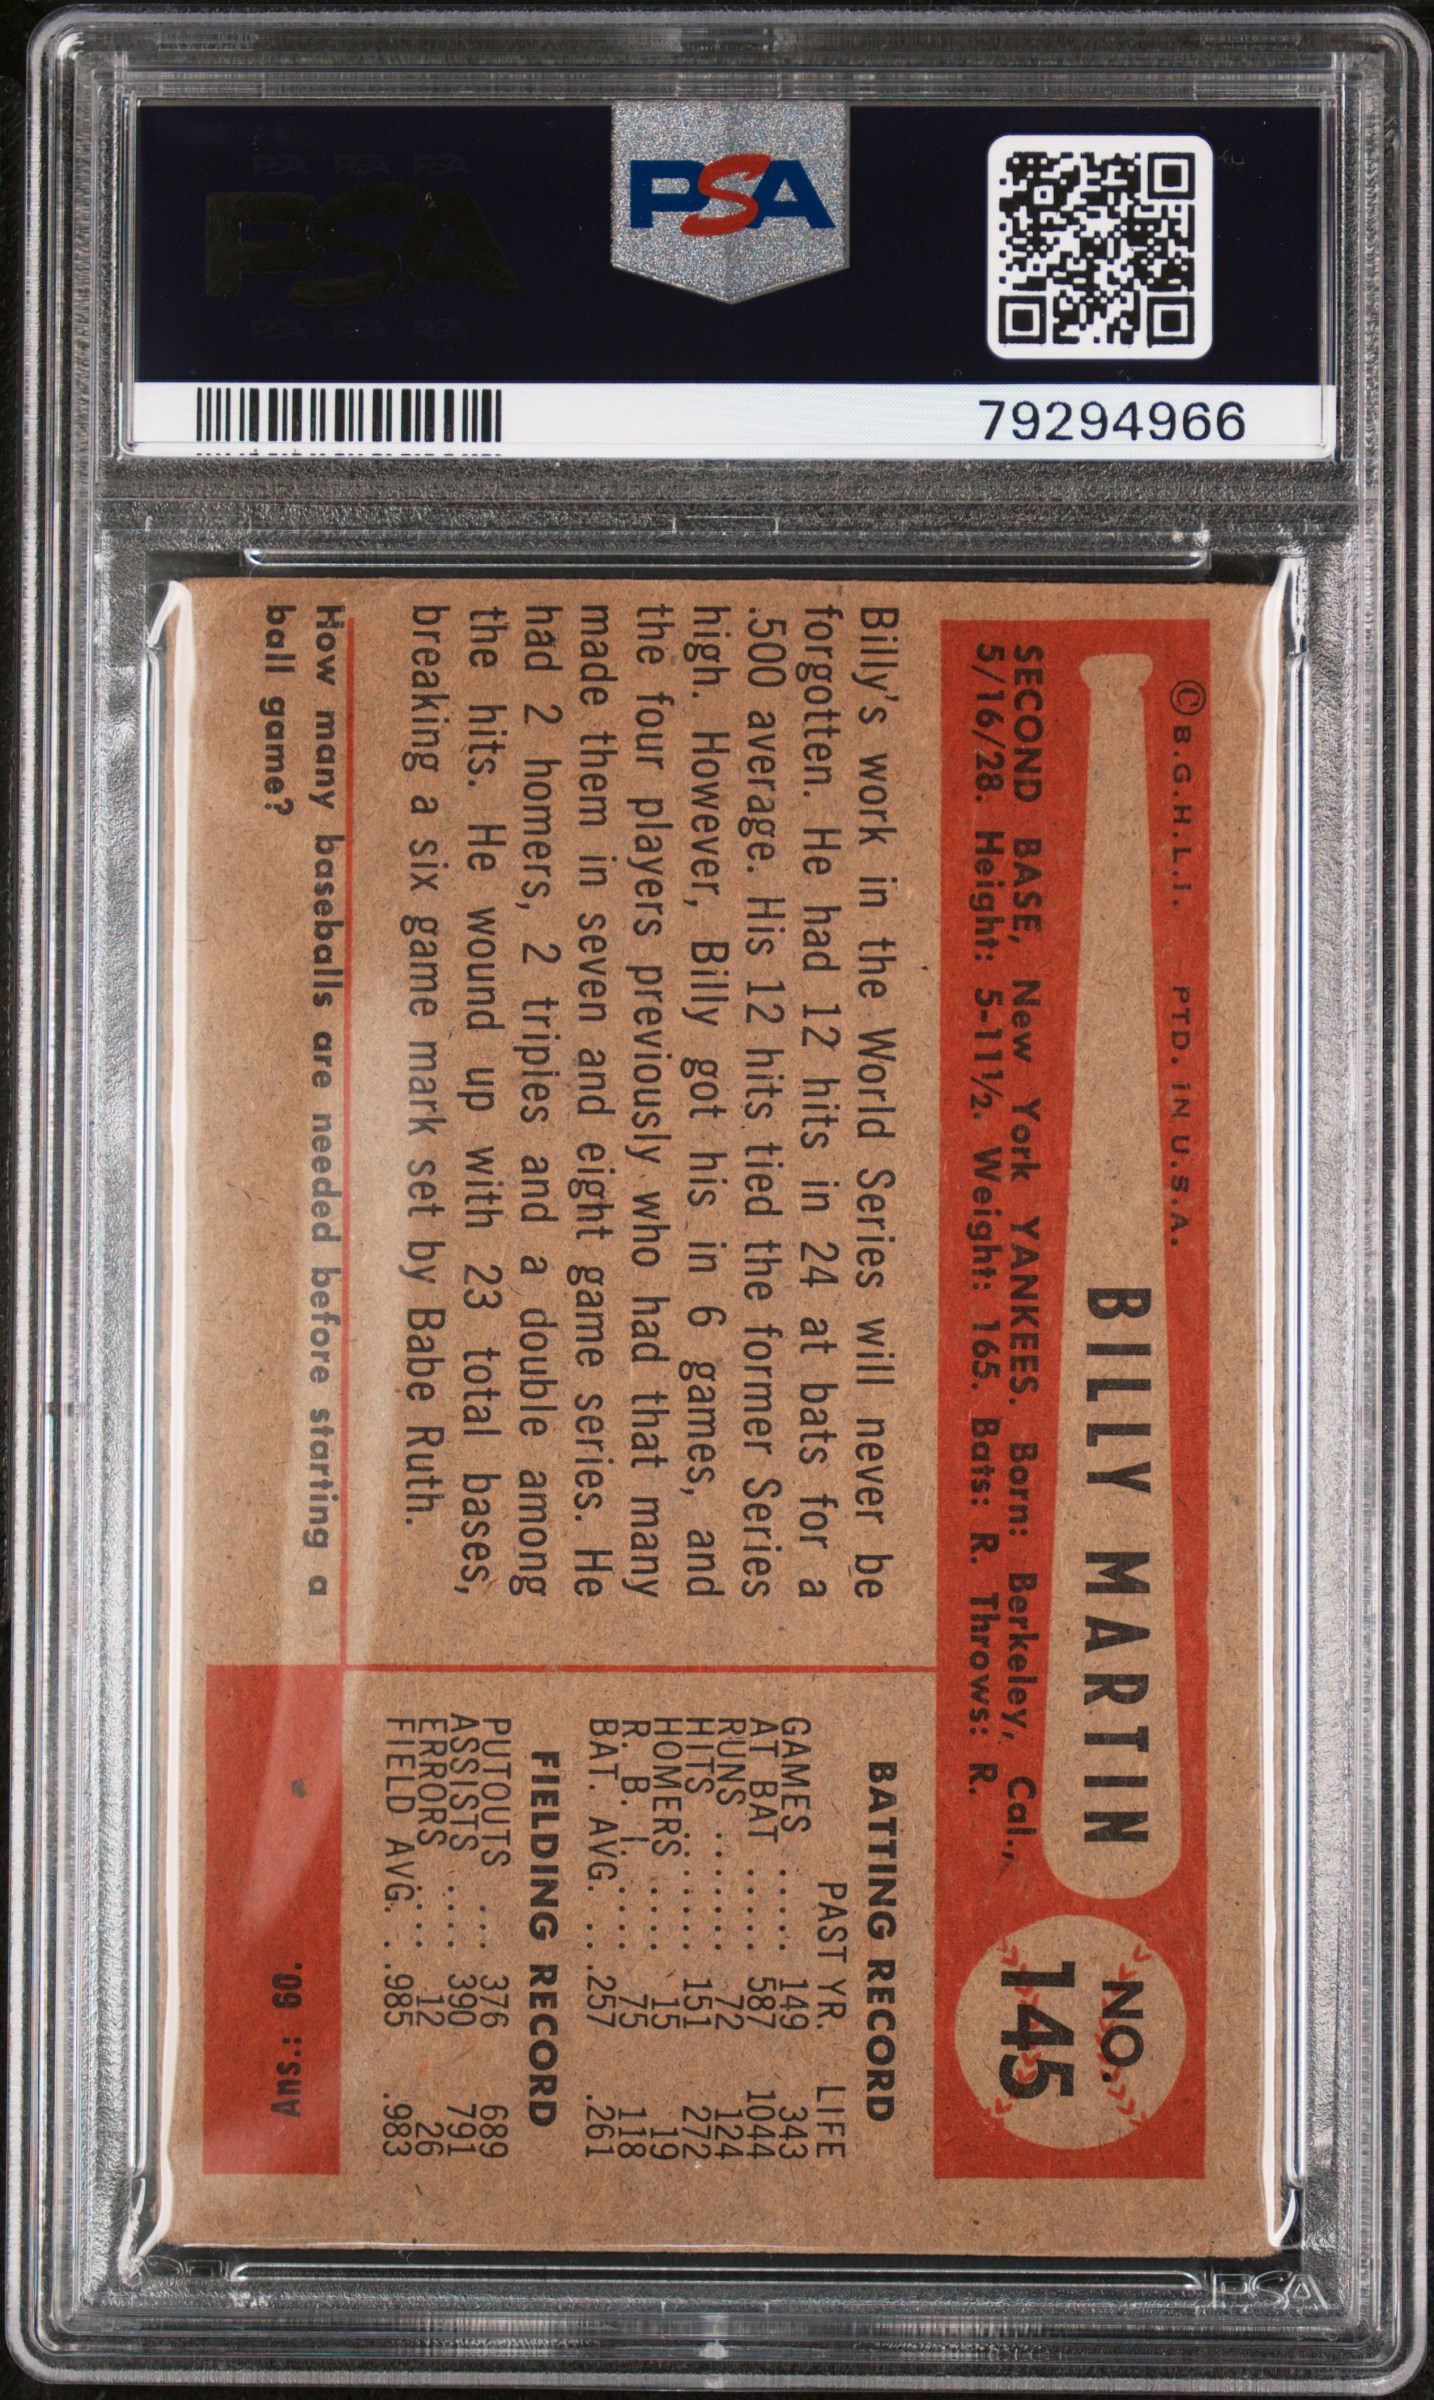 PSA
79294966
© B.G.H.L.I. PTD. IN U.S.A.
BILLY MARTIN
NO.
145
SECOND BASE, New York YANKEES. Born: Berkeley, Cal.,
5/16/28. Height: 5-11½. Weight: 165. Bats: R. Throws: R.
Billy's work in the World Series will never be
forgotten. He had 12 hits in 24 at bats for a
.500 average. His 12 hits tied the former Series
high. However, Billy got his in 6 games, and
the four players previously who had that many
made them in seven and eight game series. He
had 2 homers, 2 triples and a double among
the hits. He wound up with 23 total bases,
breaking a six game mark set by Babe Ruth.
BATTING RECORD
PAST YR. LIFE
GAMES ..... 149 343
AT BAT ..... 587 1044
RUNS ....... 72 124
HITS ....... 151 272
HOMERS .... 15 19
R. B. I. .... 75 118
BAT. AVG. .. .257 .261
FIELDING RECORD
PUTOUTS ... 376 689
ASSISTS .... 390 791
ERRORS .... 12 26
FIELD AVG. . .985 .983
How many baseballs are needed before starting a
ball game?
Ans.: 60.
PSA